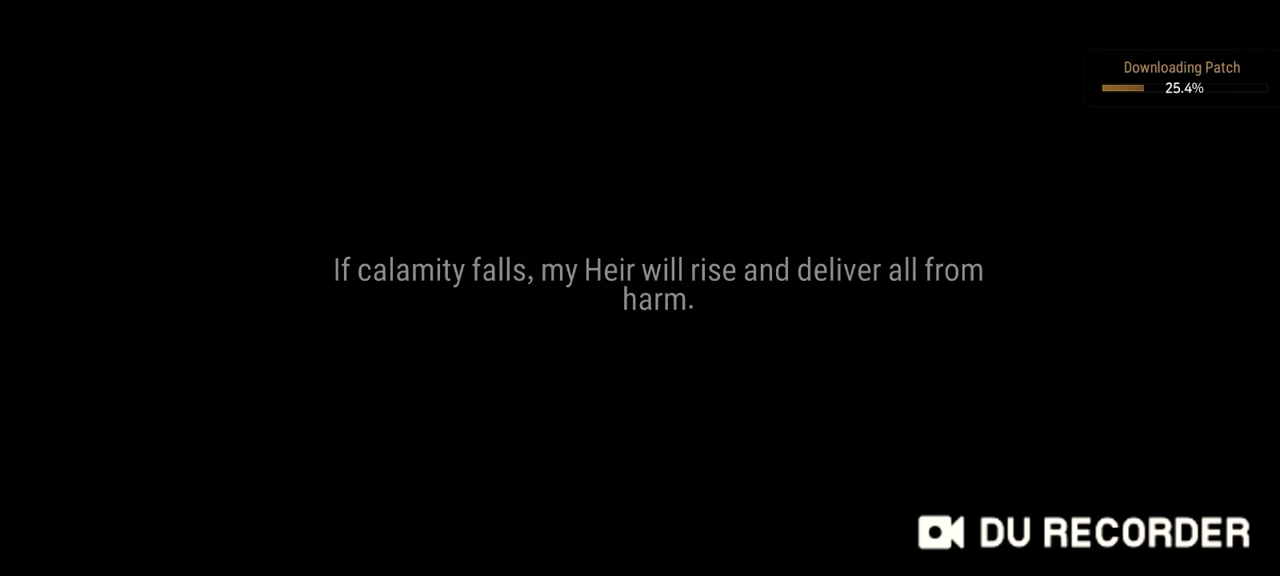 Downloading Patch
25.4%
If calamity falls, my Heir will rise and deliver all from
harm.
DU RECORDER